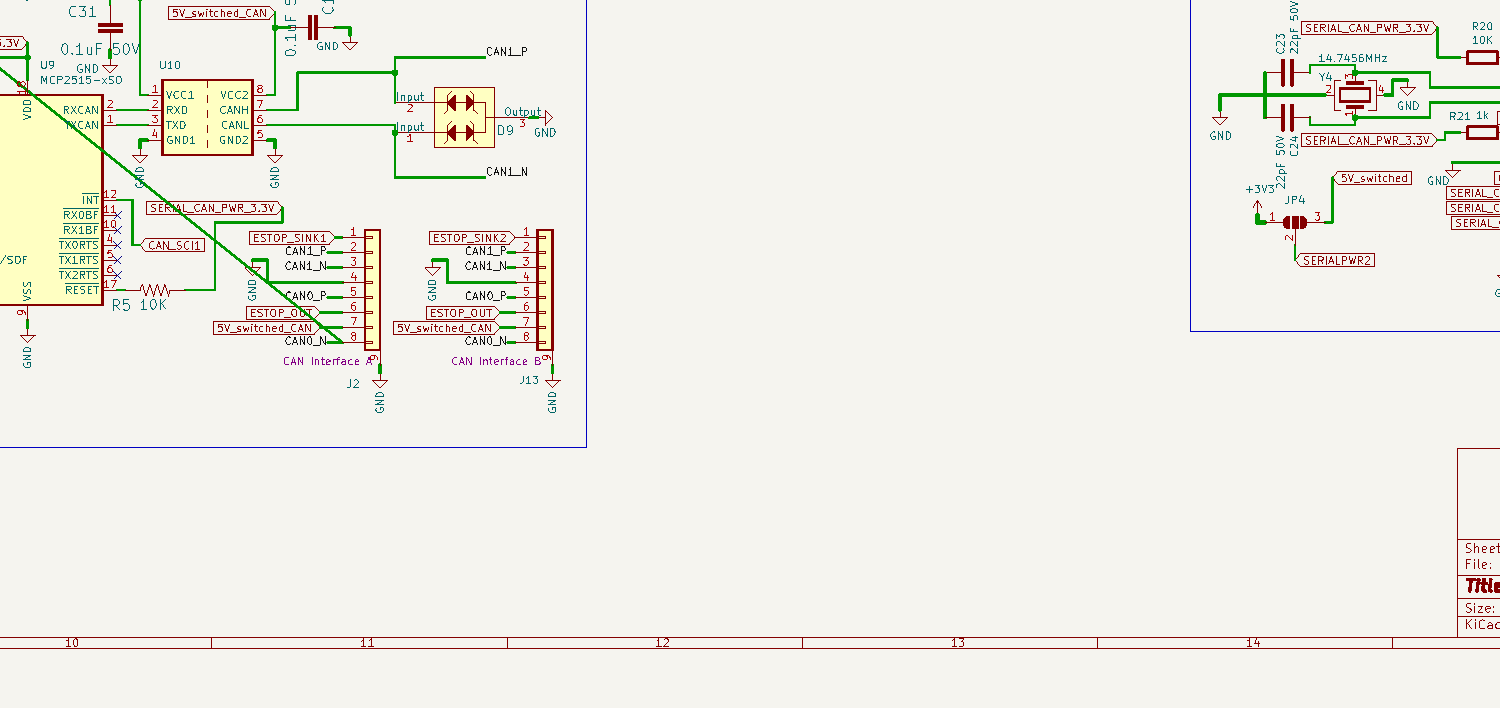 C31
0.1uF 50V
GND
5V_switched_CAN
0.1uF
GND
U9
MCP2515-xSO
VDD
RXCAN
TXCAN
2
1
U10
1
2
3
4
VCC1
RXD
TXD
GND1
VCC2
CANH
CANL
GND2
8
7
6
5
GND
GND
CAN1_P
Input
2
Input
1
Output
3
D9
GND
CAN1_N
INT
RX0BF
RX1BF
TX0RTS
TX1RTS
TX2RTS
RESET
12
11
10
4
5
6
17
/SOF
VSS
9
GND
CAN_SCI1
SERIAL_CAN_PWR_3.3V
R5 10K
ESTOP_SINK1
CAN1_P
CAN1_N
GND
CAN0_P
ESTOP_OUT
5V_switched_CAN
CAN0_N
1
2
3
4
5
6
7
8
9
CAN Interface A
J2
GND
ESTOP_SINK2
CAN1_P
CAN1_N
GND
CAN0_P
ESTOP_OUT
5V_switched_CAN
CAN0_N
1
2
3
4
5
6
7
8
9
CAN Interface B
J13
GND
C23
22pF 50V
SERIAL_CAN_PWR_3.3V
R20
10K
14.7456MHz
Y4
3
2
4
1
GND
GND
C24
22pF 50V
SERIAL_CAN_PWR_3.3V
R21 1k
GND
+3V3
JP4
1
2
3
5V_switched
SERIALPWR2
Sheet
File:
Title
Size:
KiCad
10
11
12
13
14